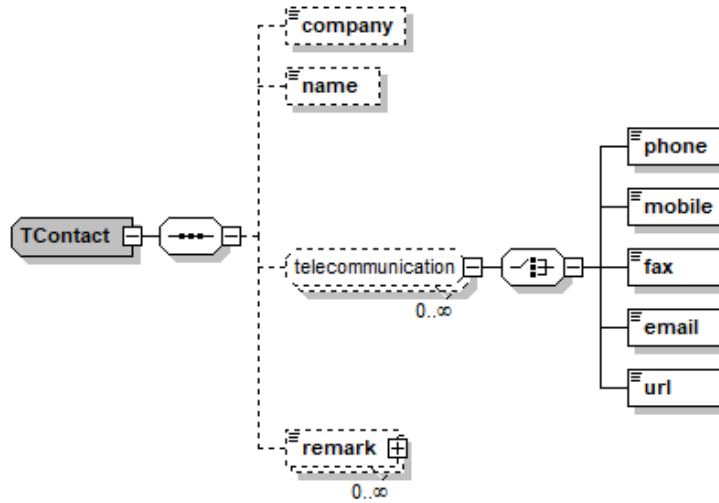 company
name
phone
mobile
TContact
telecommunication
fax
0..∞
email
url
remark
0..∞